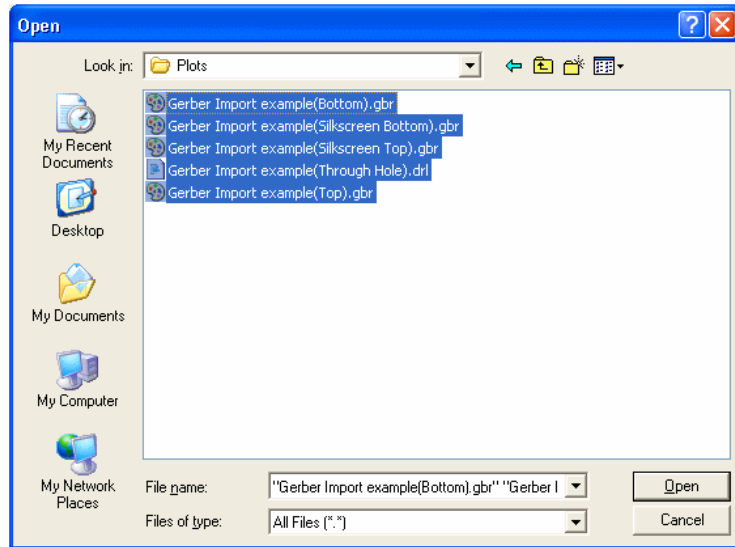 Open
Look in:
Plots
Gerber Import example(Bottom).gbr
Gerber Import example(Silkscreen Bottom).gbr
Gerber Import example(Silkscreen Top).gbr
Gerber Import example(Through Hole).drl
Gerber Import example(Top).gbr
My Recent
Documents
Desktop
My Documents
My Computer
My Network
Places
File name:
"Gerber Import example(Bottom).gbr" "Gerber I
Open
Files of type:
All Files (*.*)
Cancel